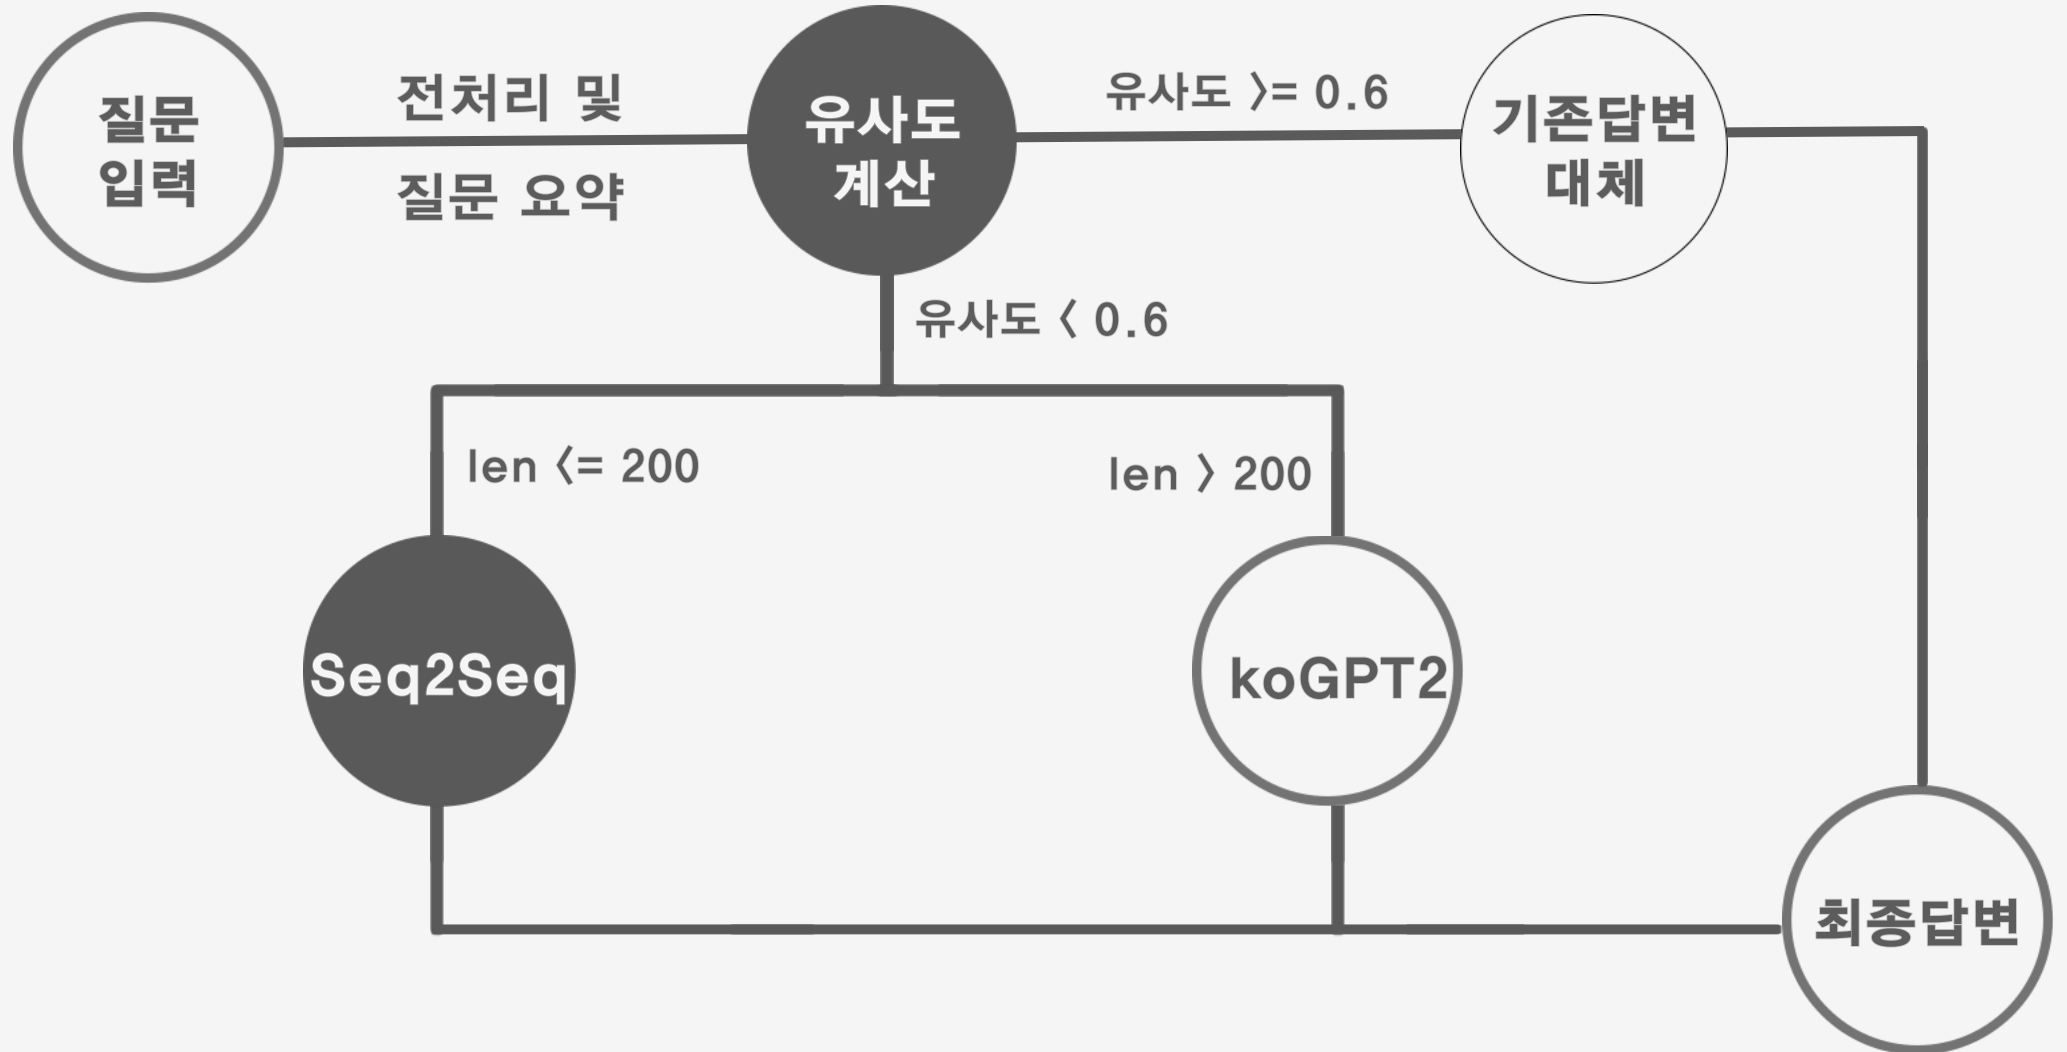 질문
입력
전처리 및
질문 요약
유사도
계산
유사도 >= 0.6
기존답변
대체
유사도 < 0.6
len <= 200
len > 200
Seq2Seq
koGPT2
최종답변